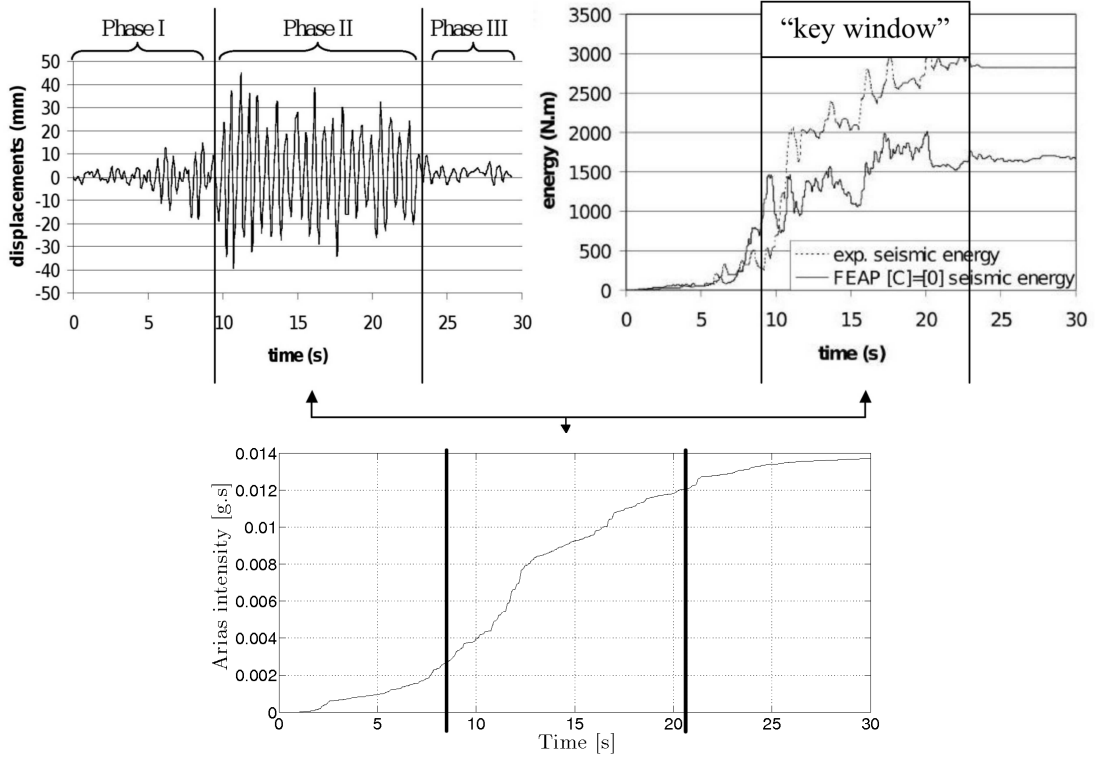 Phase I
Phase II
Phase III
50
40
30
20
10
0
-10
-20
-30
-40
-50
displacements (mm)
0 5 10 15 20 25 30
time (s)
"key window"
3500
3000
2500
2000
1500
1000
500
0
energy (N.m)
exp. seismic energy
FEAP [C]=[0] seismic energy
0 5 10 15 20 25 30
time (s)
0.014
0.012
0.01
0.008
0.006
0.004
0.002
0
Arias intensity [g.s]
0 5 10 15 20 25 30
Time [s]